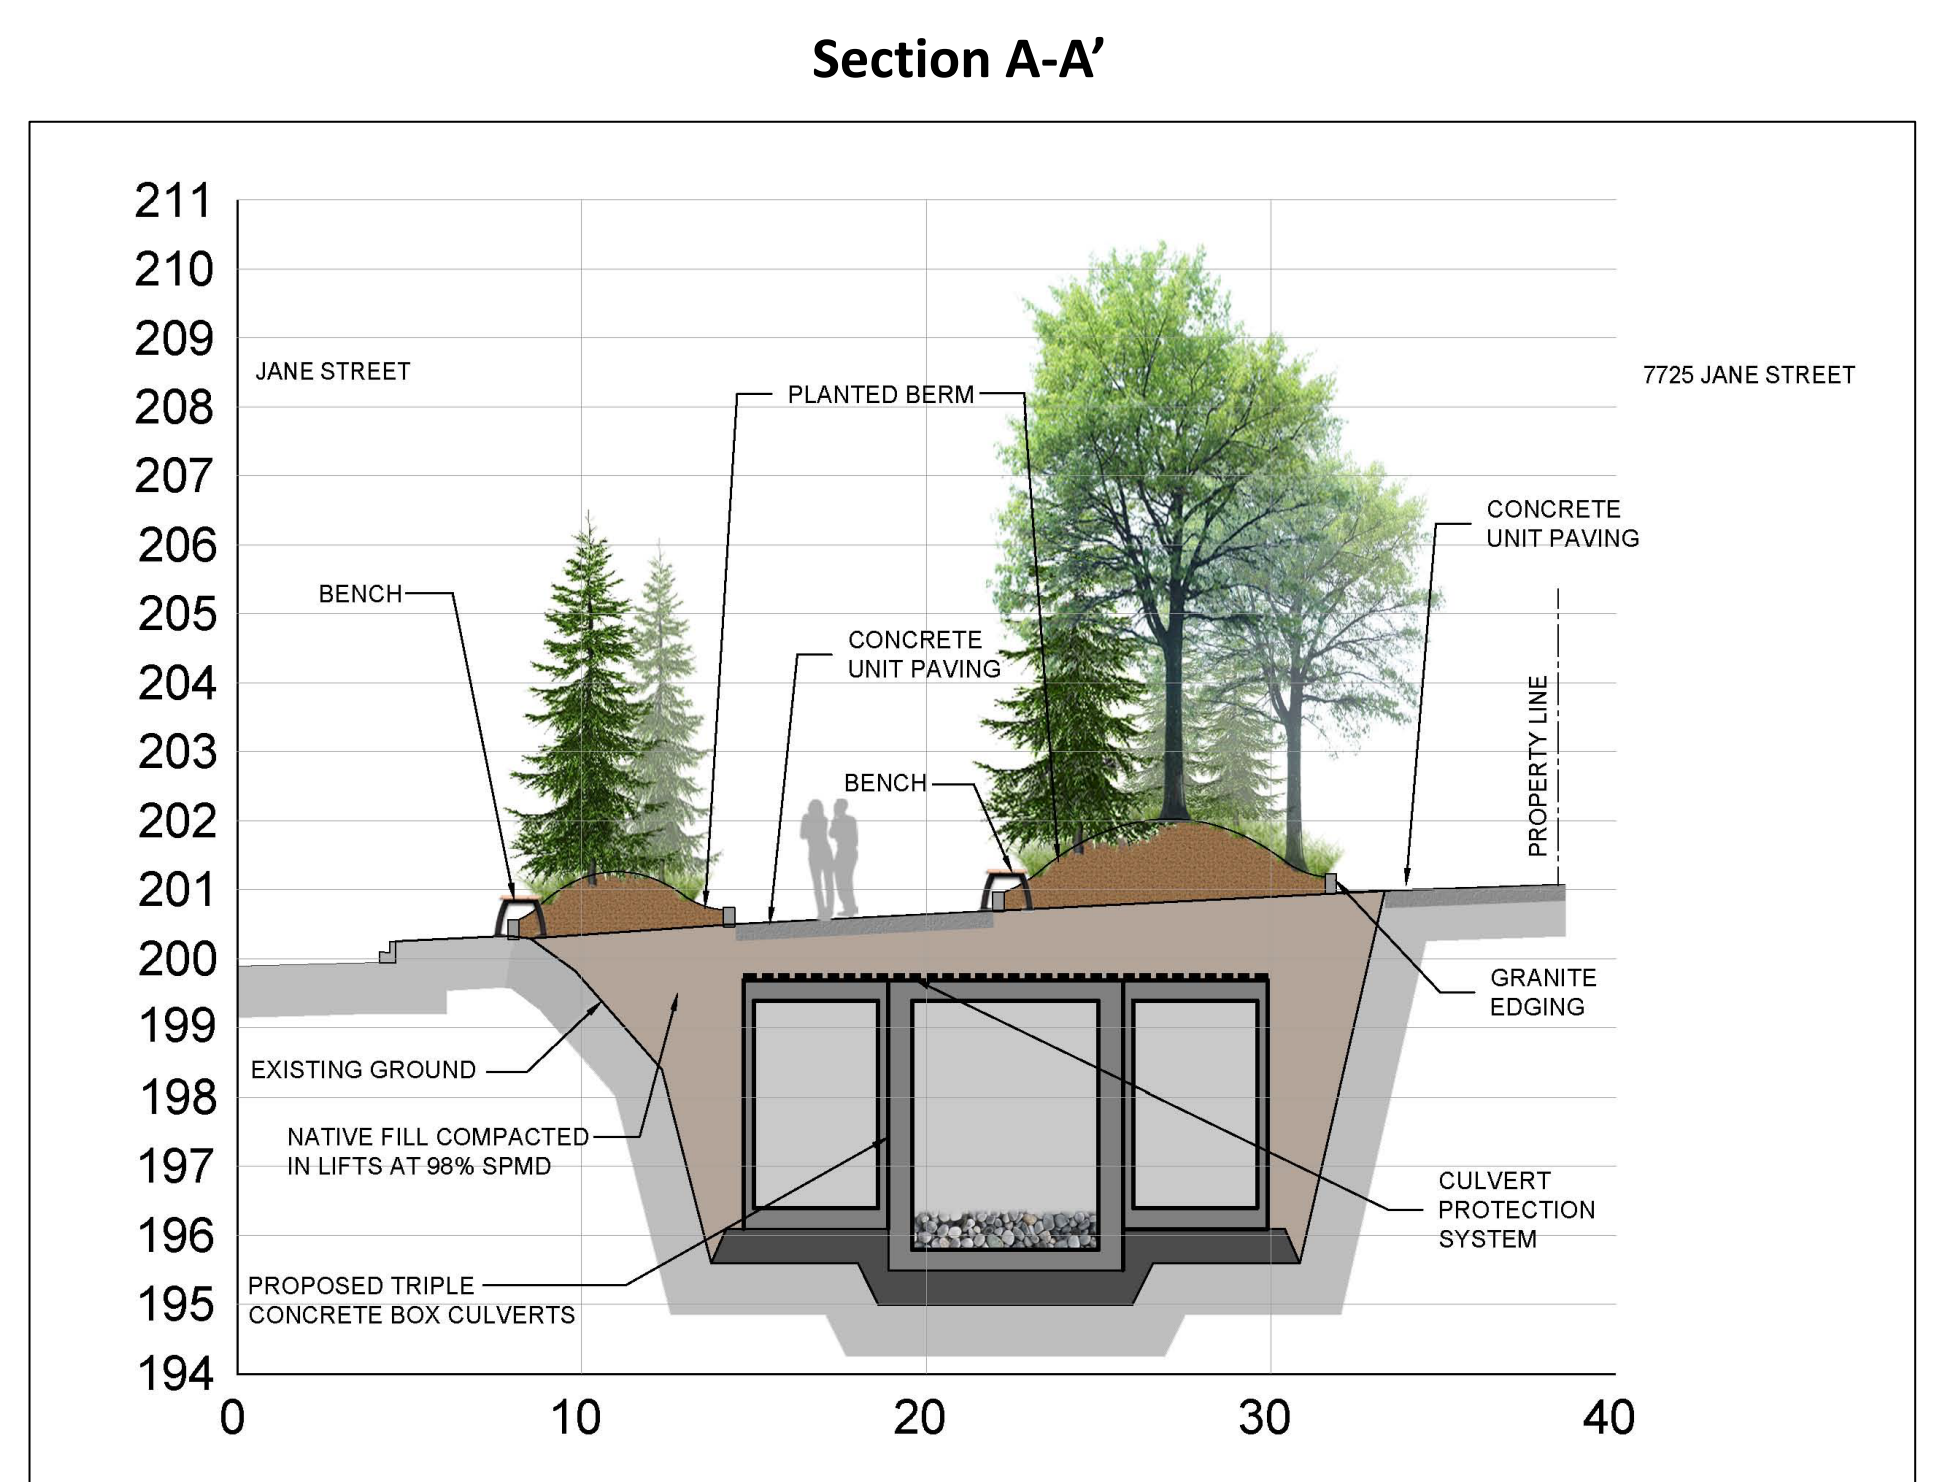 Section A-A’
211
210
209
JANE STREET
7725 JANE STREET
208
PLANTED BERM
207
CONCRETE
UNIT PAVING
206
BENCH
205
CONCRETE
UNIT PAVING
204
PROPERTY LINE
203
BENCH
202
201
200
GRANITE
EDGING
199
EXISTING GROUND
198
NATIVE FILL COMPACTED
IN LIFTS AT 98% SPMD
197
CULVERT
PROTECTION
SYSTEM
196
PROPOSED TRIPLE
CONCRETE BOX CULVERTS
195
194
0 10 20 30 40